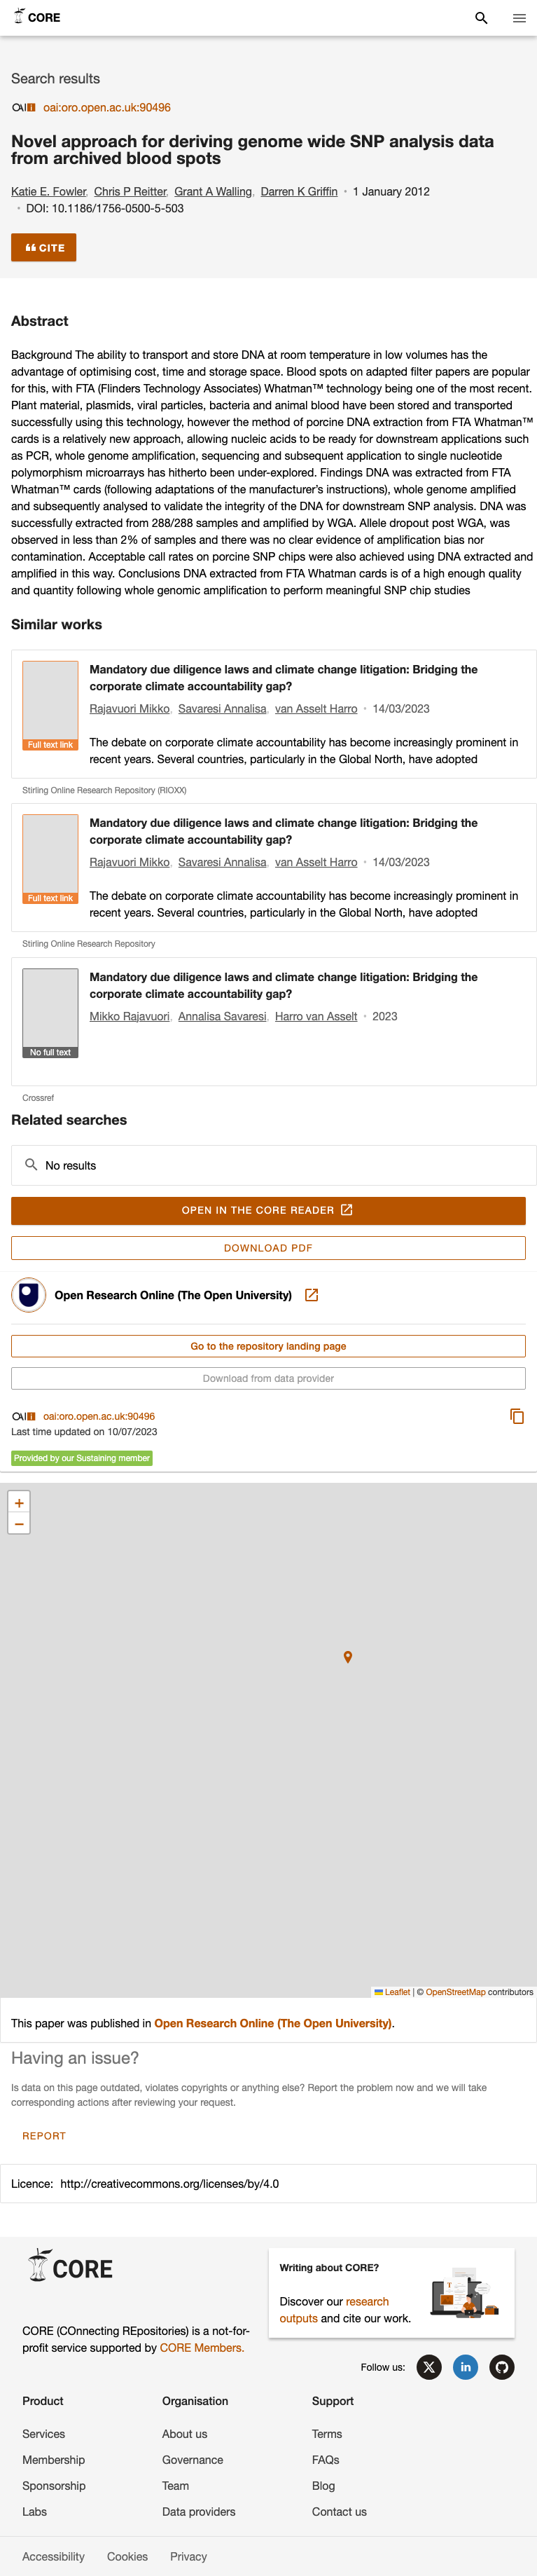 CORE
Search results
OAI oai:oro.open.ac.uk:90496
Novel approach for deriving genome wide SNP analysis data
from archived blood spots
Katie E. Fowler, Chris P Reitter, Grant A Walling, Darren K Griffin • 1 January 2012
• DOI: 10.1186/1756-0500-5-503
CITE
Abstract
Background The ability to transport and store DNA at room temperature in low volumes has the
advantage of optimising cost, time and storage space. Blood spots on adapted filter papers are popular
for this, with FTA (Flinders Technology Associates) Whatman™ technology being one of the most recent.
Plant material, plasmids, viral particles, bacteria and animal blood have been stored and transported
successfully using this technology, however the method of porcine DNA extraction from FTA Whatman™
cards is a relatively new approach, allowing nucleic acids to be ready for downstream applications such
as PCR, whole genome amplification, sequencing and subsequent application to single nucleotide
polymorphism microarrays has hitherto been under-explored. Findings DNA was extracted from FTA
Whatman™ cards (following adaptations of the manufacturer’s instructions), whole genome amplified
and subsequently analysed to validate the integrity of the DNA for downstream SNP analysis. DNA was
successfully extracted from 288/288 samples and amplified by WGA. Allele dropout post WGA, was
observed in less than 2% of samples and there was no clear evidence of amplification bias nor
contamination. Acceptable call rates on porcine SNP chips were also achieved using DNA extracted and
amplified in this way. Conclusions DNA extracted from FTA Whatman cards is of a high enough quality
and quantity following whole genomic amplification to perform meaningful SNP chip studies
Similar works
Mandatory due diligence laws and climate change litigation: Bridging the
corporate climate accountability gap?
Rajavuori Mikko, Savaresi Annalisa, van Asselt Harro • 14/03/2023
Full text link
The debate on corporate climate accountability has become increasingly prominent in
recent years. Several countries, particularly in the Global North, have adopted
Stirling Online Research Repository (RIOXX)
Mandatory due diligence laws and climate change litigation: Bridging the
corporate climate accountability gap?
Rajavuori Mikko, Savaresi Annalisa, van Asselt Harro • 14/03/2023
Full text link
The debate on corporate climate accountability has become increasingly prominent in
recent years. Several countries, particularly in the Global North, have adopted
Stirling Online Research Repository
Mandatory due diligence laws and climate change litigation: Bridging the
corporate climate accountability gap?
Mikko Rajavuori, Annalisa Savaresi, Harro van Asselt • 2023
No full text
Crossref
Related searches
No results
OPEN IN THE CORE READER
DOWNLOAD PDF
Open Research Online (The Open University)
Go to the repository landing page
Download from data provider
OAI oai:oro.open.ac.uk:90496
Last time updated on 10/07/2023
Provided by our Sustaining member
+
−
Leaflet | © OpenStreetMap contributors
This paper was published in Open Research Online (The Open University).
Having an issue?
Is data on this page outdated, violates copyrights or anything else? Report the problem now and we will take
corresponding actions after reviewing your request.
REPORT
Licence: http://creativecommons.org/licenses/by/4.0
CORE
Writing about CORE?
Discover our research
outputs and cite our work.
CORE (COnnecting REpositories) is a not-for-
profit service supported by CORE Members.
Follow us:
Product
Organisation
Support
Services
About us
Terms
Membership
Governance
FAQs
Sponsorship
Team
Blog
Labs
Data providers
Contact us
Accessibility
Cookies
Privacy